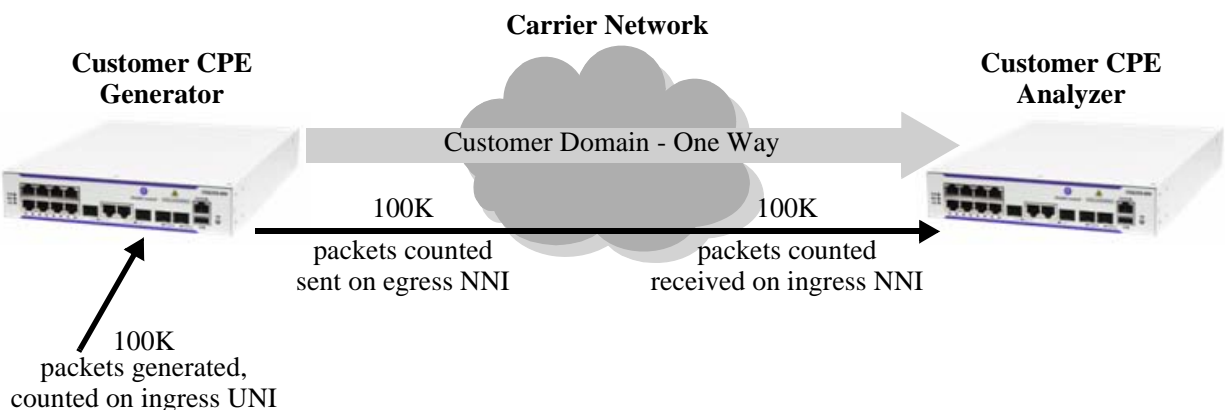 Carrier Network
Customer CPE
Generator
Customer CPE
Analyzer
Customer Domain - One Way
100K
packets counted
sent on egress NNI
100K
packets counted
received on ingress NNI
100K
packets generated,
counted on ingress UNI